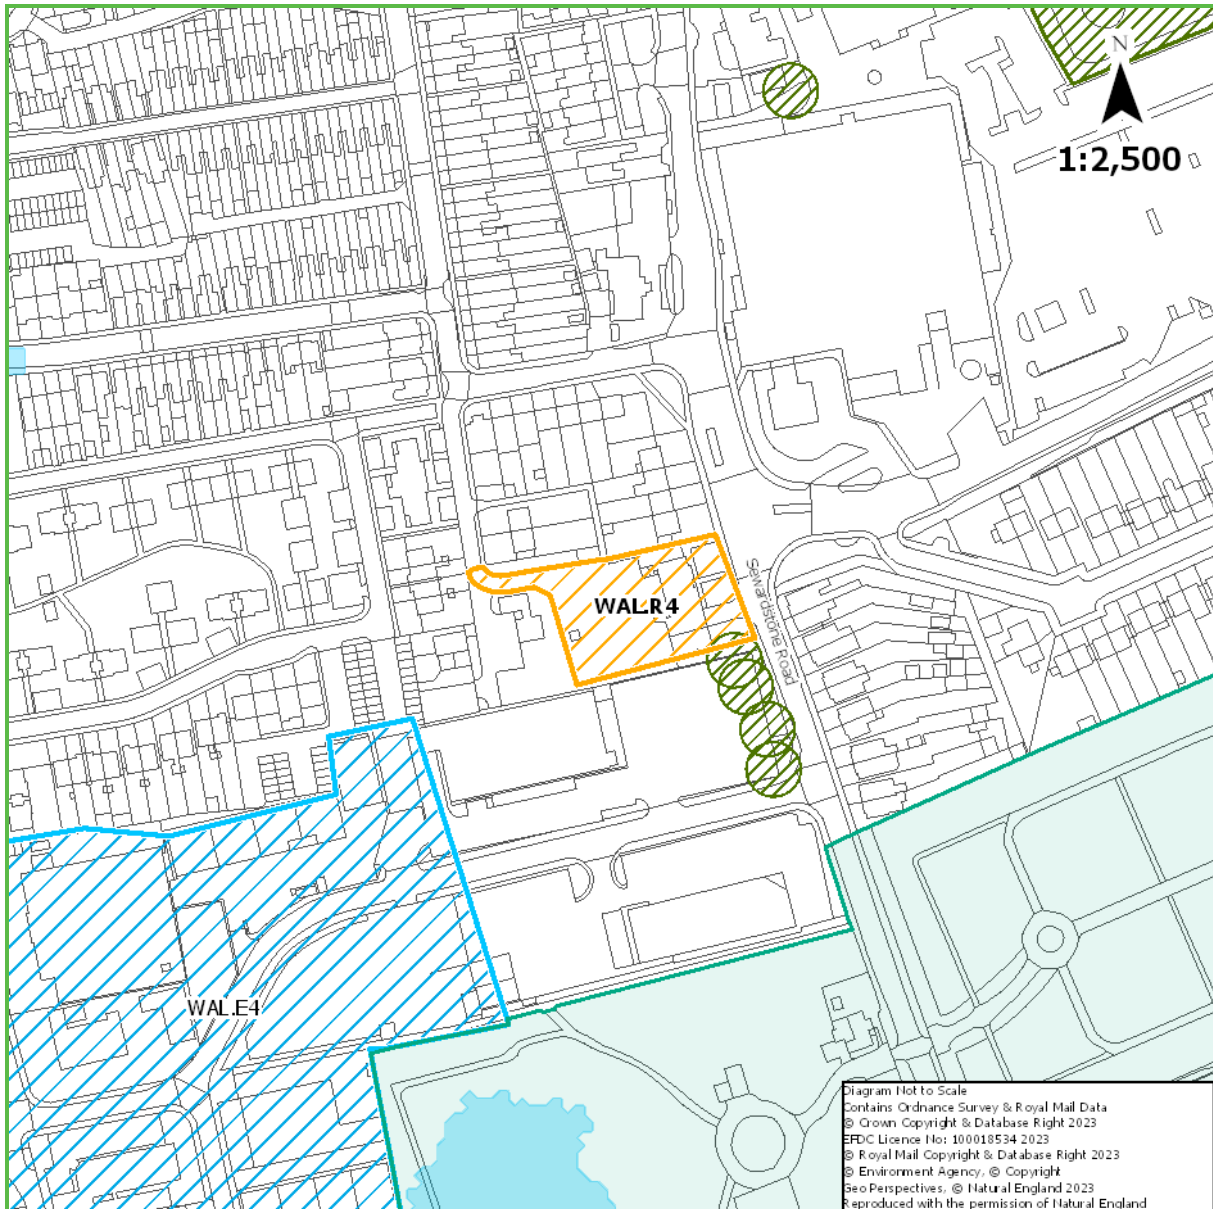 N
1:2,500
Sewardstone Road
WAL.R4
WAL.E4
Diagram Not to Scale
Contains Ordnance Survey & Royal Mail Data
© Crown Copyright & Database Right 2023
EFDC Licence No: 100018534 2023
© Royal Mail Copyright & Database Right 2023
© Environment Agency, © Copyright
Geo Perspectives, © Natural England 2023
Reproduced with the permission of Natural England